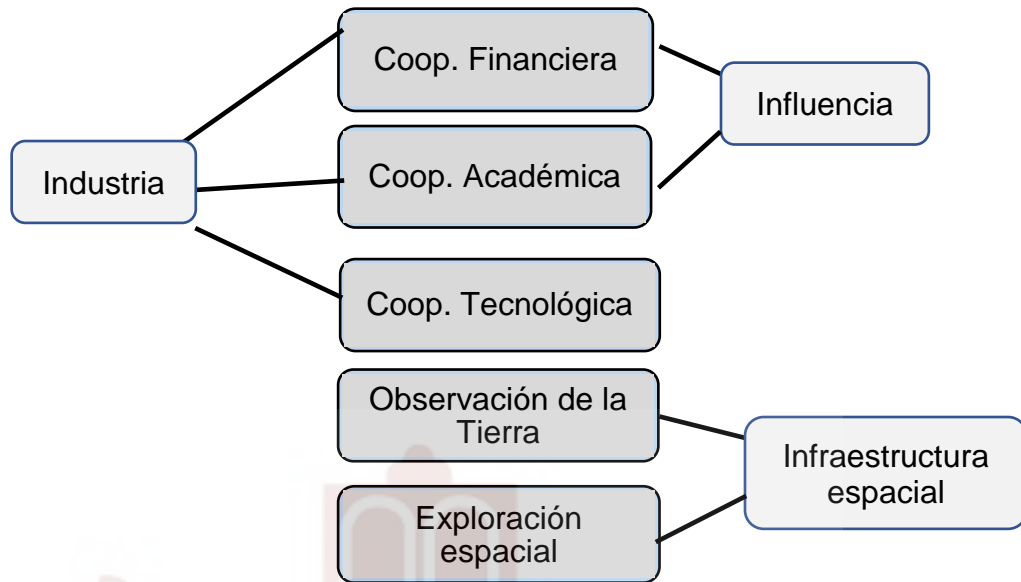 Coop. Financiera
Influencia
Coop. Académica
Industria
Coop. Tecnológica
Observación de la
Tierra
Infraestructura
espacial
Exploración
espacial